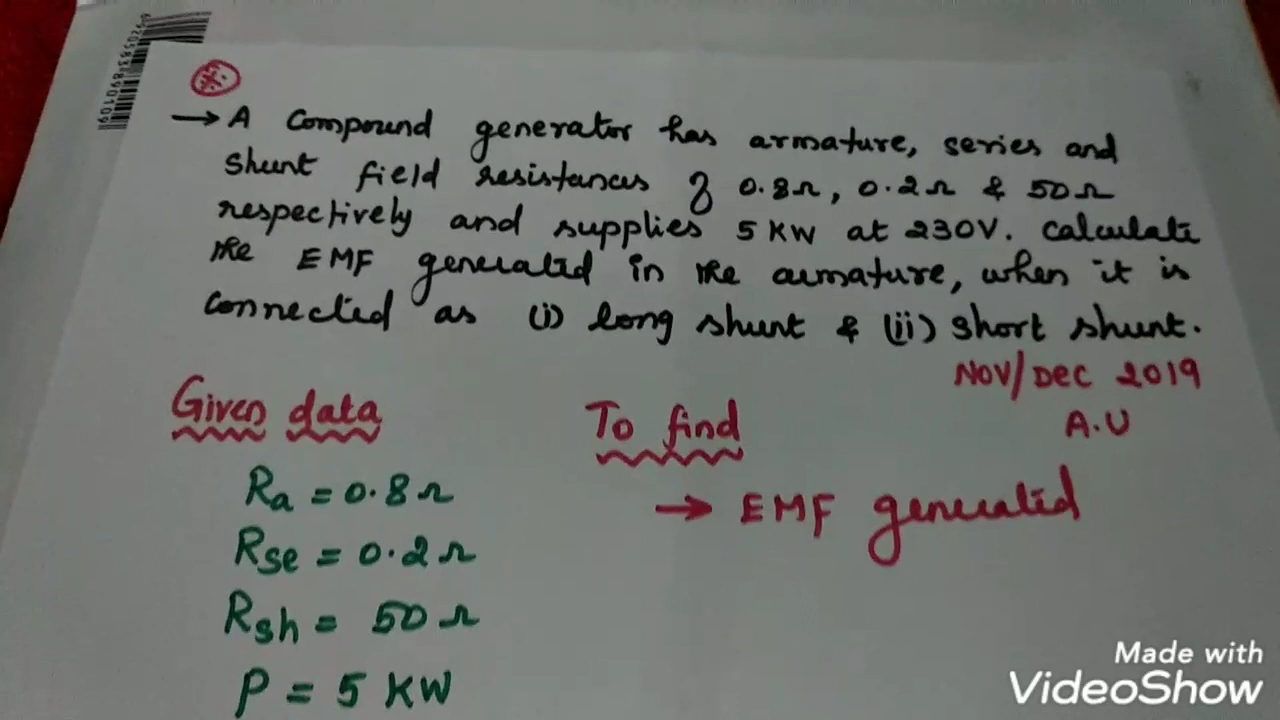 → A Compound generator has armature, series and
shunt field resistances of 0.8Ω, 0.2Ω & 50Ω
respectively and supplies 5 KW at 230V. Calculate
the EMF generated in the armature, when it is
connected as (i) long shunt & (ii) short shunt.
NOV/DEC 2019
A.U
Given data
To find
Ra = 0.8Ω
→ EMF generated
Rse = 0.2Ω
Rsh = 50Ω
P = 5 KW
Made with
VideoShow